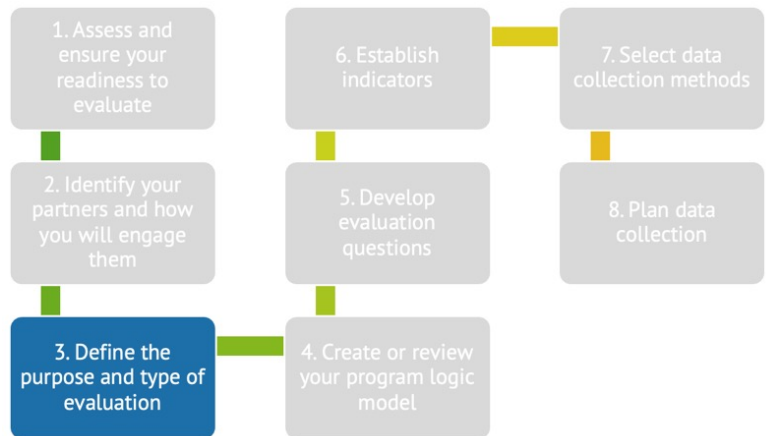 1. Assess and
ensure your
readiness to
evaluate
2. Identify your
partners and how
you will engage
them
3. Define the
purpose and type of
evaluation
4. Create or review
your program logic
model
5. Develop
evaluation
questions
6. Establish
indicators
7. Select data
collection methods
8. Plan data
collection